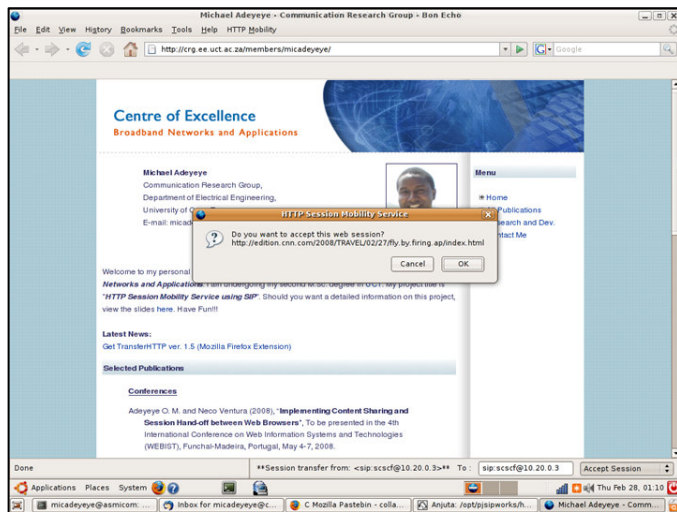 Michael Adeyeye - Communication Research Group - Bon Echo
File Edit View History Bookmarks Tools Help HTTP Mobility
http://crg.ee.uct.ac.za/members/micadeyeye/
G Google
Centre of Excellence
Broadband Networks and Applications
Michael Adeyeye
Communication Research Group,
Department of Electrical Engineering,
University of
E-mail: micade
Menu
Home
Publications
Research and Dev.
Contact Me
HTTP Session Mobility Service
Do you want to accept this web session?
http://edition.cnn.com/2008/TRAVEL/02/27/fly.by.firing.ap/index.html
Cancel OK
Welcome to my personal
Networks and Applications. I am undergoing my second M.Sc. degree in UCT. My project title is
"HTTP Session Mobility Service using SIP". Should you want a detailed information on this project,
view the slides here. Have Fun!!!
Latest News:
Get TransferHTTP ver. 1.5 (Mozilla Firefox Extension)
Selected Publications
Conferences
Adeyeye O. M. and Neco Ventura (2008), "Implementing Content Sharing and
Session Hand-off between Web Browsers", To be presented in the 4th
International Conference on Web Information Systems and Technologies
(WEBIST), Funchal-Madeira, Portugal, May 4-7, 2008.
Done **Session transfer from: <sip:scscf@10.20.0.3>** To : sip:scscf@10.20.0.3 Accept Session
Applications Places System Thu Feb 28, 01:10
micadeyeye@asmicom: ... Inbox for micadeyeye@c... C Mozilla Pastebin - colla... Anjuta: /opt/pjsipworks/h... Michael Adeyeye - Comm...